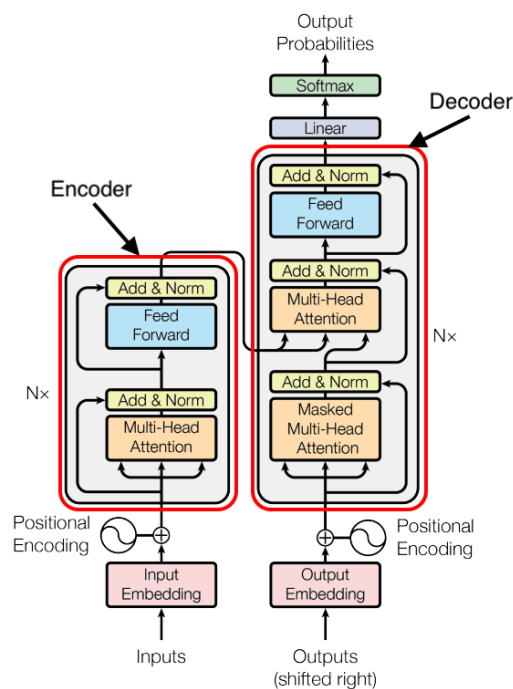 Output
Probabilities
Softmax
Linear
Decoder
Add & Norm
Feed
Forward
Add & Norm
Multi-Head
Attention
Add & Norm
Masked
Multi-Head
Attention
Nx
Positional
Encoding
Output
Embedding
Outputs
(shifted right)
Encoder
Add & Norm
Feed
Forward
Add & Norm
Multi-Head
Attention
Nx
Positional
Encoding
Input
Embedding
Inputs